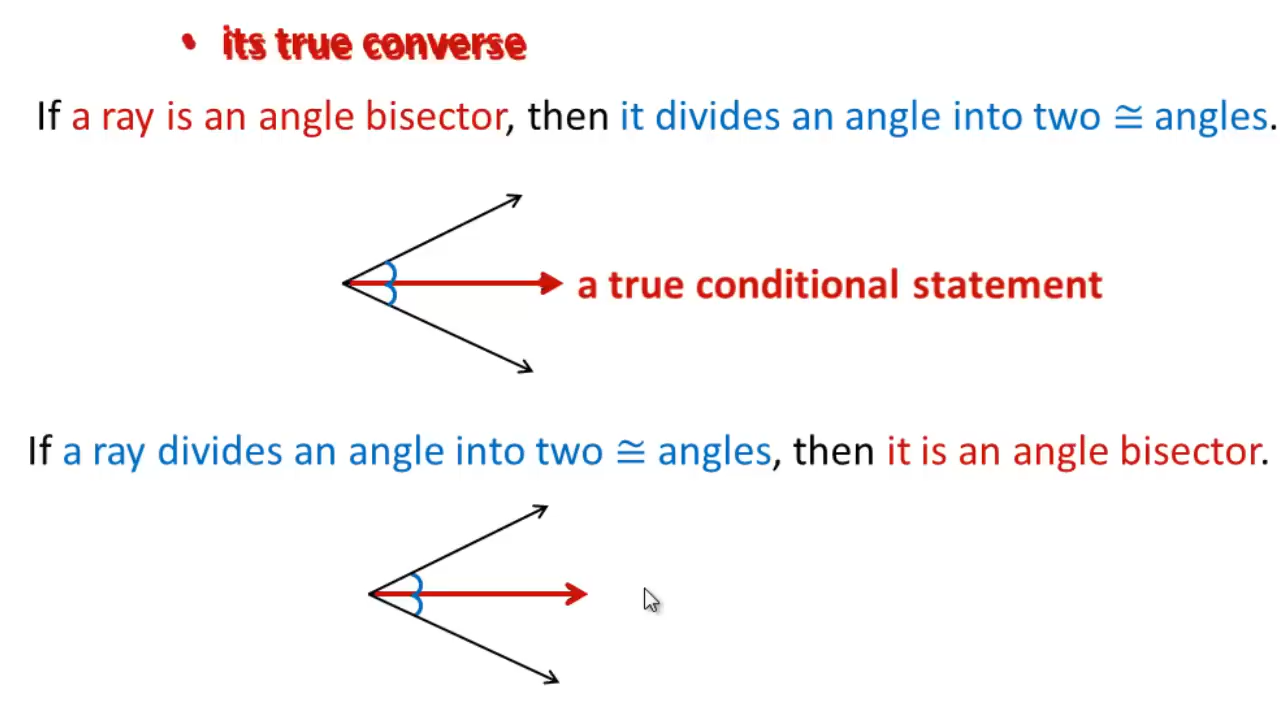 • its true converse
If a ray is an angle bisector, then it divides an angle into two ≅ angles.
a true conditional statement
If a ray divides an angle into two ≅ angles, then it is an angle bisector.